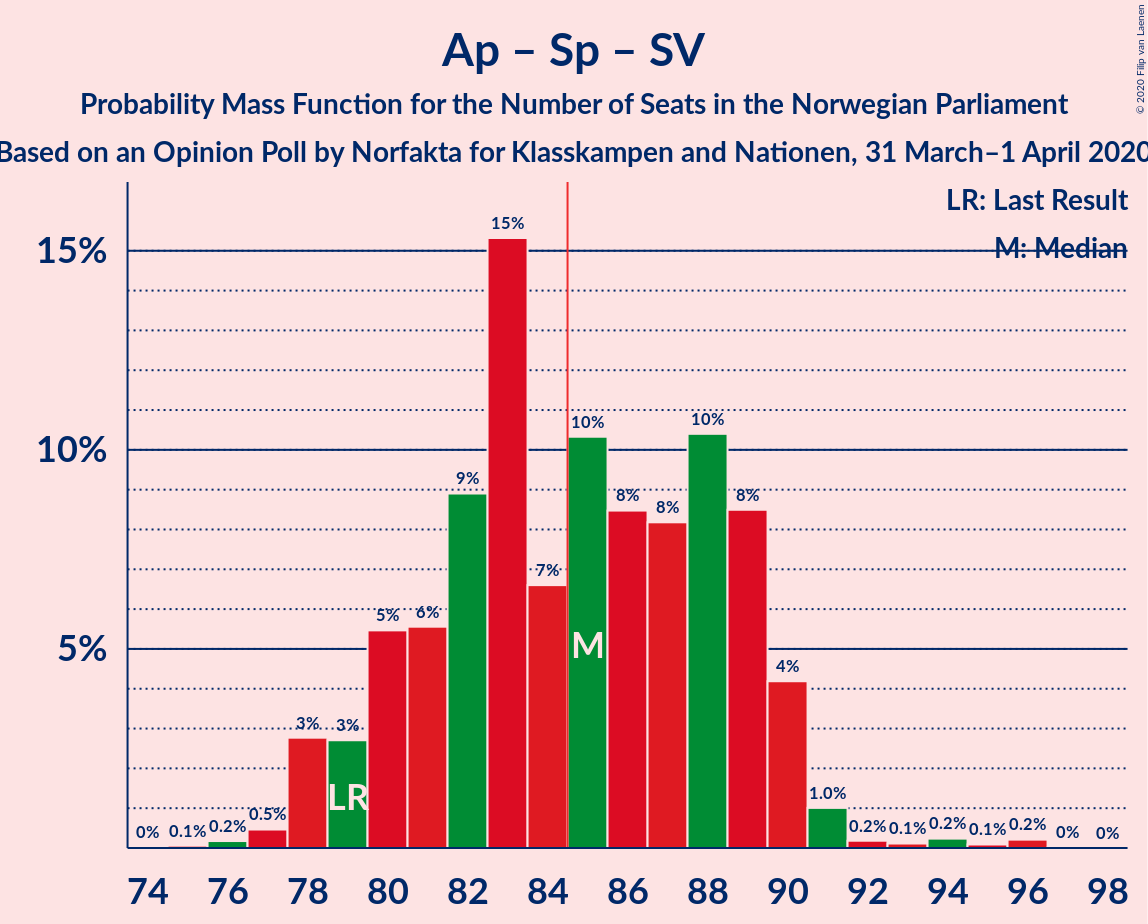 Ap – Sp – SV
Probability Mass Function for the Number of Seats in the Norwegian Parliament
Based on an Opinion Poll by Norfakta for Klasskampen and Nationen, 31 March–1 April 2020
© 2020 Filip van Laenen
LR: Last Result
M: Median
15%
10%
5%
0% 0.1% 0.2% 0.5% 3% 3% 5% 6% 9% 15% 7% 10% 8% 8% 10% 8% 4% 1.0% 0.2% 0.1% 0.2% 0.1% 0.2% 0% 0%
LR
M
74 76 78 80 82 84 86 88 90 92 94 96 98